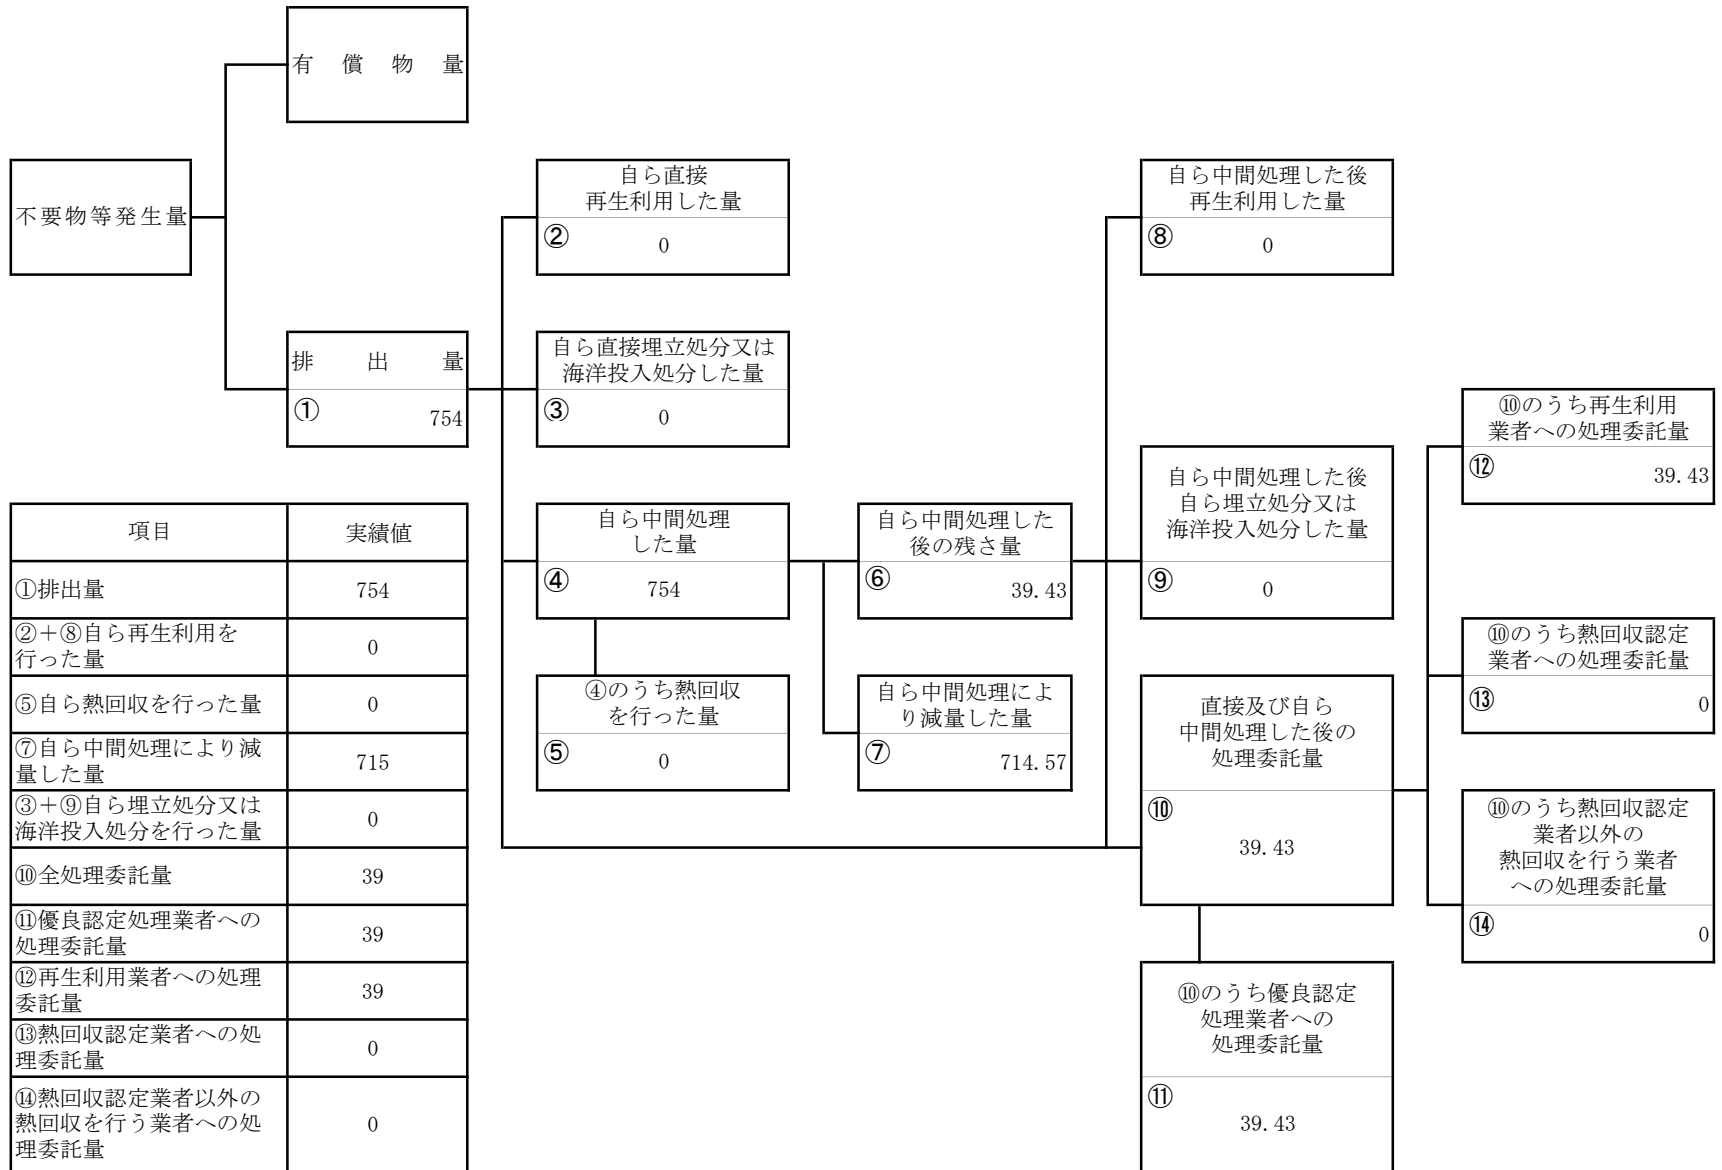 有償物量
不要物等発生量
排出量
①
754
自ら直接
再生利用した量
②
0
自ら直接埋立処分又は
海洋投入処分した量
③
0
自ら中間処理
した量
④
754
④のうち熱回収
を行った量
⑤
0
自ら中間処理した
後の残さ量
⑥
39.43
自ら中間処理によ
り減量した量
⑦
714.57
自ら中間処理した後
再生利用した量
⑧
0
自ら中間処理した後
自ら埋立処分又は
海洋投入処分した量
⑨
0
直接及び自ら
中間処理した後の
処理委託量
⑩
39.43
⑩のうち優良認定
処理業者への
処理委託量
⑪
39.43
⑩のうち再生利用
業者への処理委託量
⑫
39.43
⑩のうち熱回収認定
業者への処理委託量
⑬
0
⑩のうち熱回収認定
業者以外の
熱回収を行う業者
への処理委託量
⑭
0
項目 実績値
①排出量 754
②＋⑧自ら再生利用を
行った量 0
⑤自ら熱回収を行った量 0
⑦自ら中間処理により減
量した量 715
③＋⑨自ら埋立処分又は
海洋投入処分を行った量 0
⑩全処理委託量 39
⑪優良認定処理業者への
処理委託量 39
⑫再生利用業者への処理
委託量 39
⑬熱回収認定業者への処
理委託量 0
⑭熱回収認定業者以外の
熱回収を行う業者への処
理委託量 0